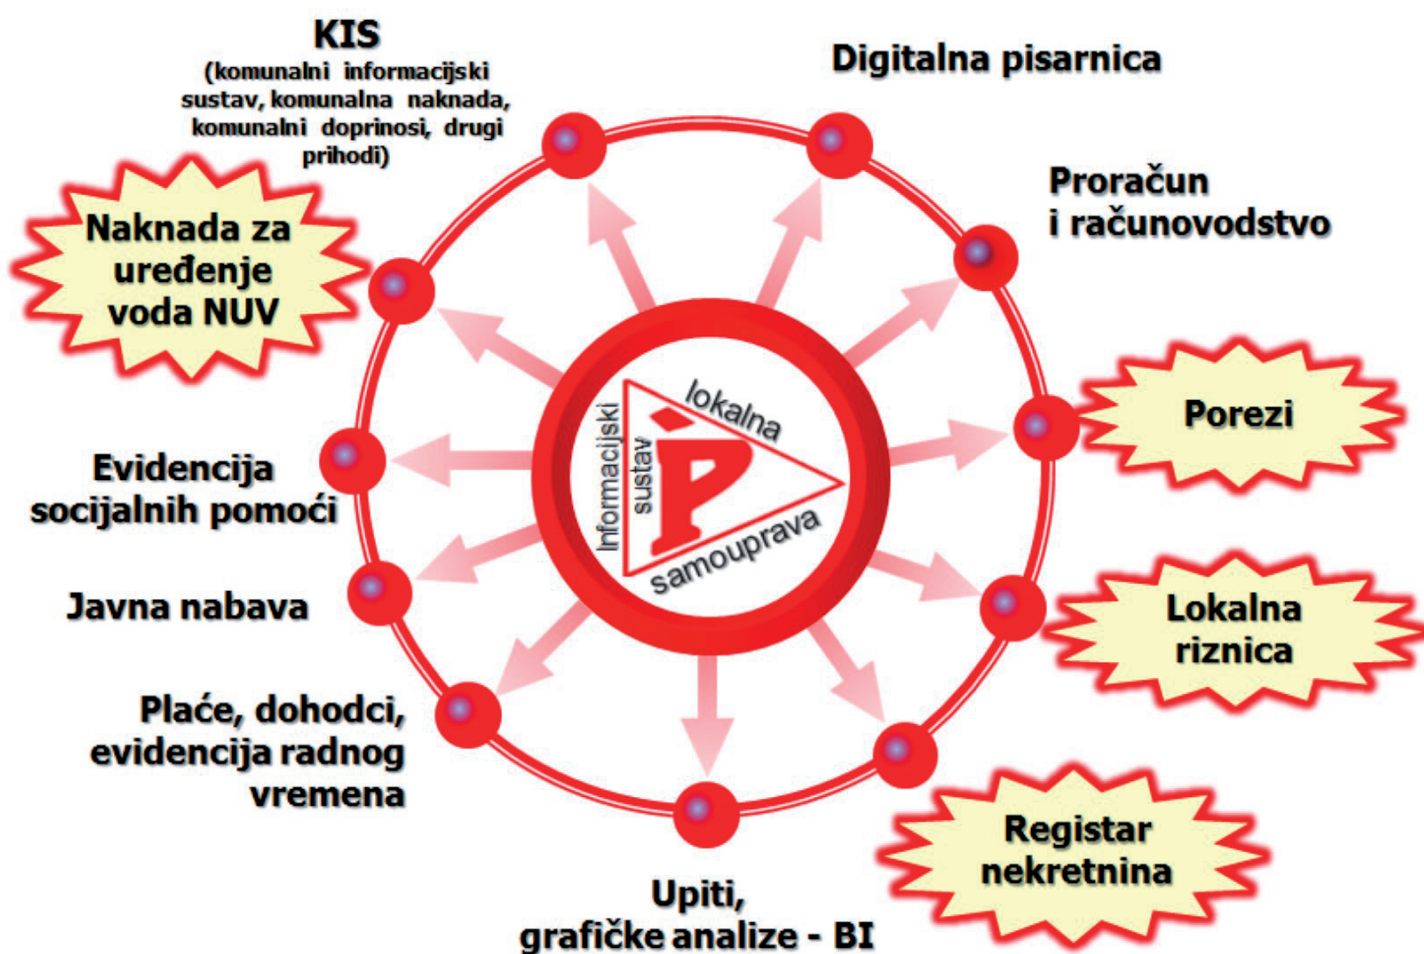 KIS
(komunalni informacijski
sustav, komunalna naknada,
komunalni doprinosi, drugi
prihodi)
Digitalna pisarnica
Proračun
i računovodstvo
Porezi
Lokalna
riznica
Registar
nekretnina
Upiti,
grafičke analize - BI
Plaće, dohodci,
evidencija radnog
vremena
Javna nabava
Evidencija
socijalnih pomoći
Naknada za
uređenje
voda NUV
Informacijski
sustav
lokalna
samouprava
iP